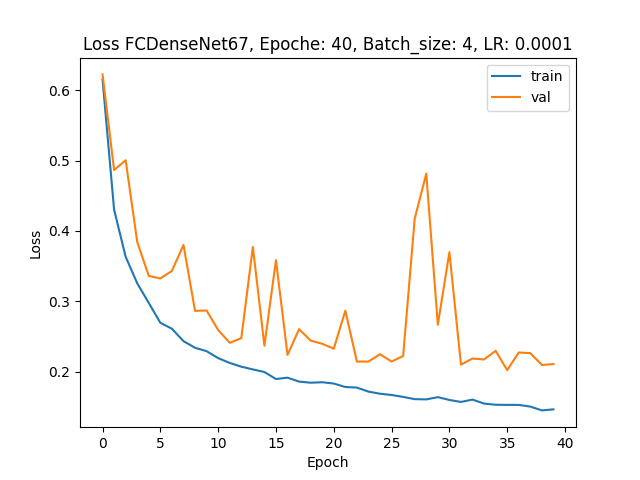 Loss FCDenseNet67, Epoche: 40, Batch_size: 4, LR: 0.0001
train
val
0.6
0.5
0.4
0.3
0.2
Loss
0 5 10 15 20 25 30 35 40
Epoch